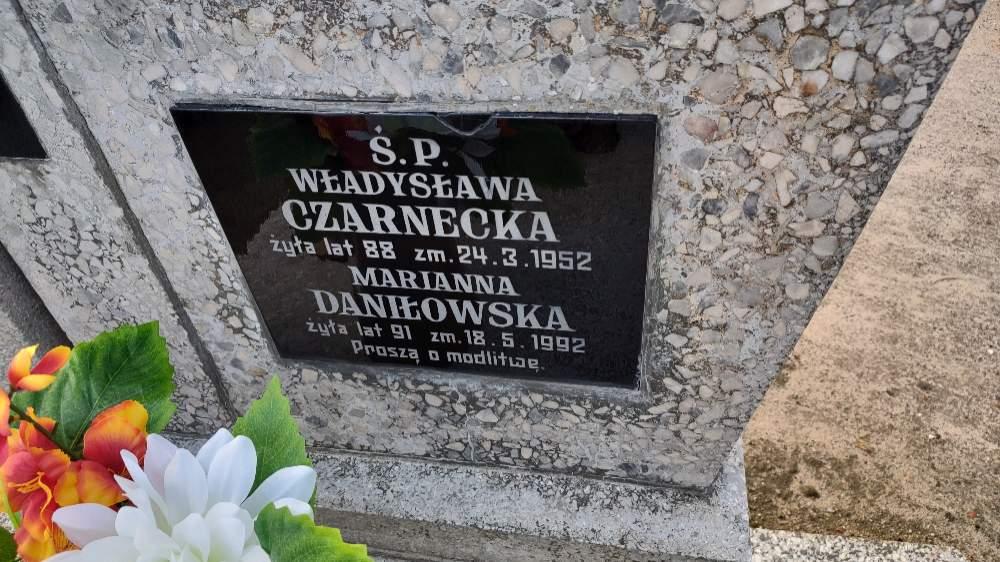 Ś.P.
WŁADYSŁAWA
CZARNECKA
żyła lat 88 zm. 24.3.1952
MARIANNA
DANIŁOWSKA
żyła lat 91 zm. 18.5.1992
Proszą o modlitwę.